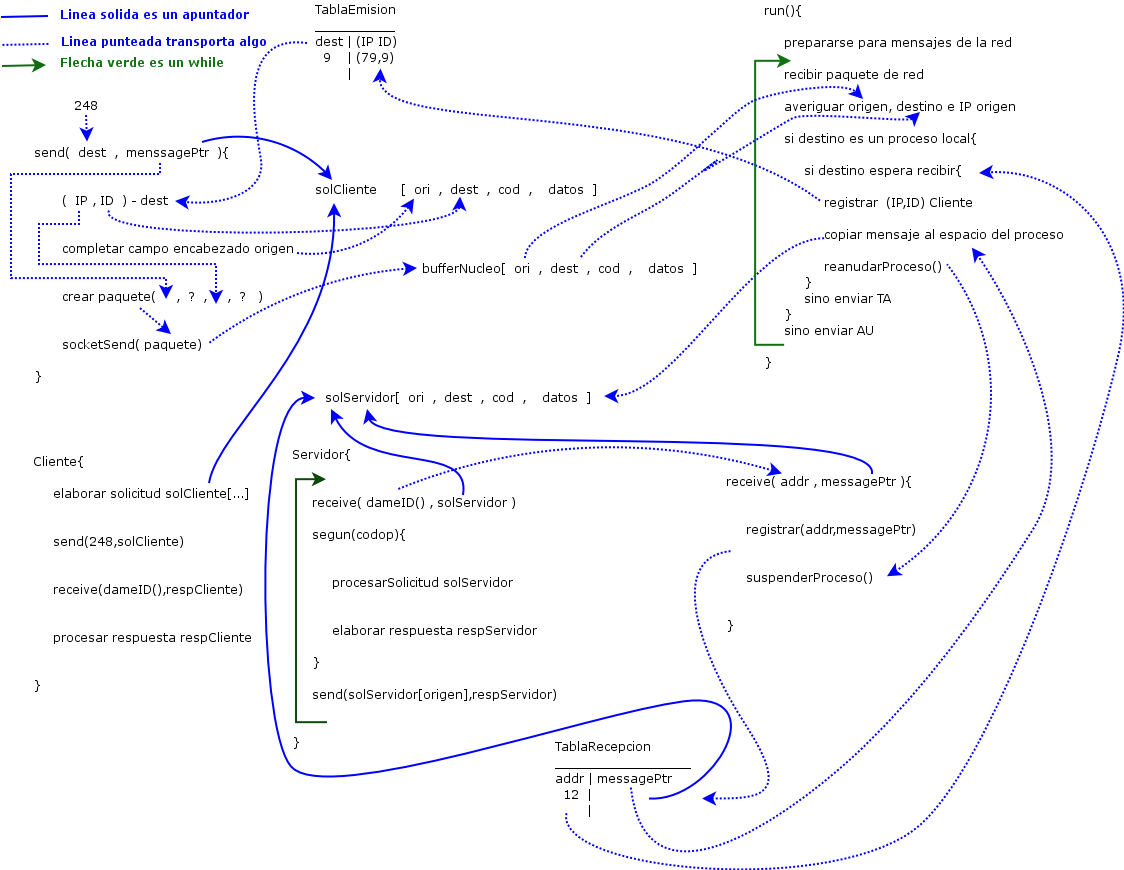 Linea solida es un apuntador
Linea punteada transporta algo
Flecha verde es un while
TablaEmision
dest | (IP ID)
9 | (79,9)
|
248
send( dest , menssagePtr ){
( IP , ID ) - dest
completar campo encabezado origen
crear paquete( , ? , , ? )
socketSend( paquete)
}
solCliente [ ori , dest , cod , datos ]
bufferNucleo[ ori , dest , cod , datos ]
run(){
prepararse para mensajes de la red
recibir paquete de red
averiguar origen, destino e IP origen
si destino es un proceso local{
si destino espera recibir{
registrar (IP,ID) Cliente
copiar mensaje al espacio del proceso
reanudarProceso()
}
sino enviar TA
}
sino enviar AU
}
solServidor[ ori , dest , cod , datos ]
Cliente{
elaborar solicitud solCliente[...]
send(248,solCliente)
receive(dameID(),respCliente)
procesar respuesta respCliente
}
Servidor{
receive( dameID() , solServidor )
segun(codop){
procesarSolicitud solServidor
elaborar respuesta respServidor
}
send(solServidor[origen],respServidor)
}
receive( addr , messagePtr ){
registrar(addr,messagePtr)
suspenderProceso()
}
TablaRecepcion
addr | messagePtr
12 |
|